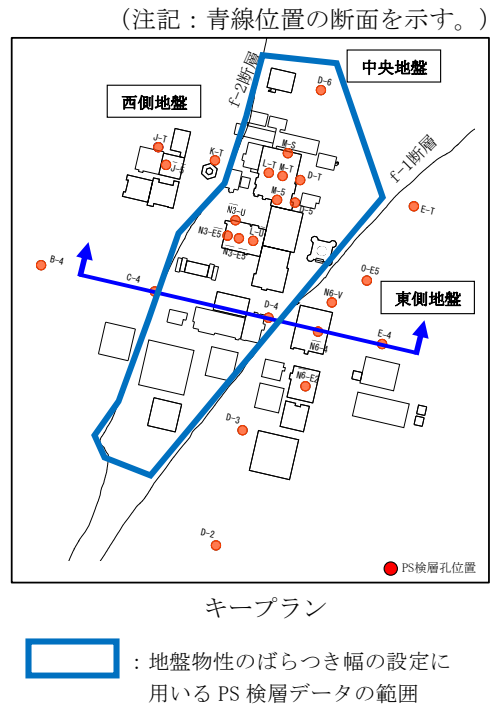 （注記：青線位置の断面を示す。）
中央地盤
D-6
f-2断層
西側地盤
f-1断層
J-T
J-5
K-T
M-S
L-T
M-T
D-T
M-5
D-5
E-T
N3-U
N3-E5
L-U
N3-E5
B-4
C-4
O-E5
N6-V
東側地盤
D-4
N6-4
E-4
N6-E2
D-3
D-2
PS検層孔位置
キープラン
：地盤物性のばらつき幅の設定に
用いる PS 検層データの範囲